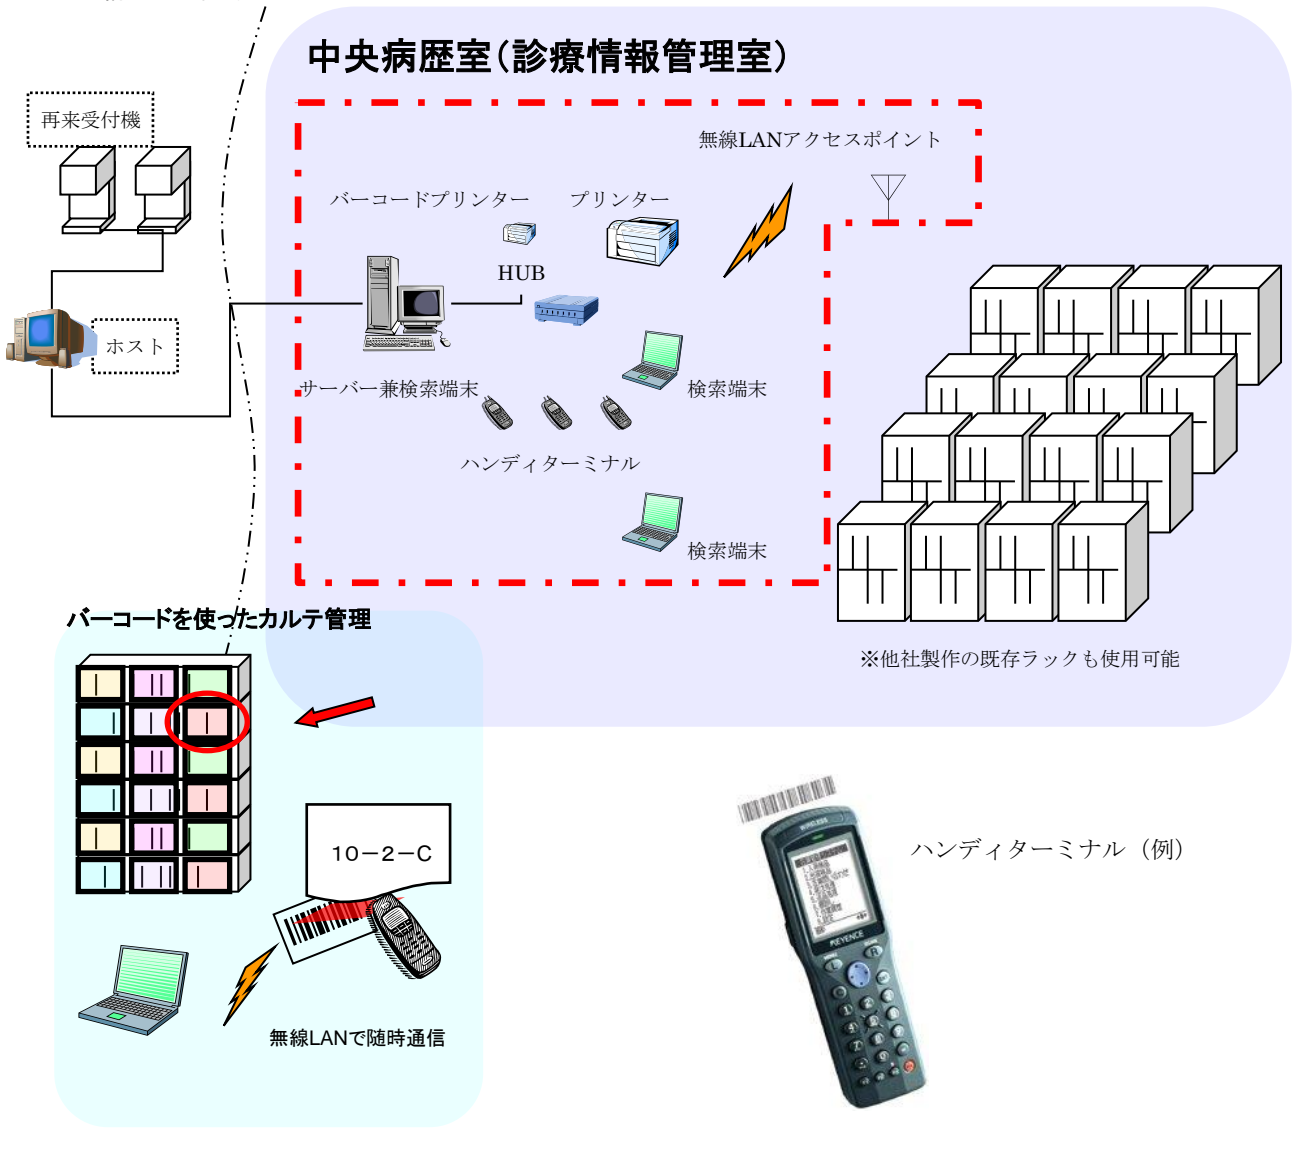 中央病歴室（診療情報管理室）
再来受付機
無線LANアクセスポイント
バーコードプリンター
プリンター
HUB
ホスト
サーバー兼検索端末
検索端末
ハンディターミナル
検索端末
バーコードを使ったカルテ管理
※他社製作の既存ラックも使用可能
10－2－C
ハンディターミナル（例）
WIRELESS
KEYENCE
無線LANで随時通信